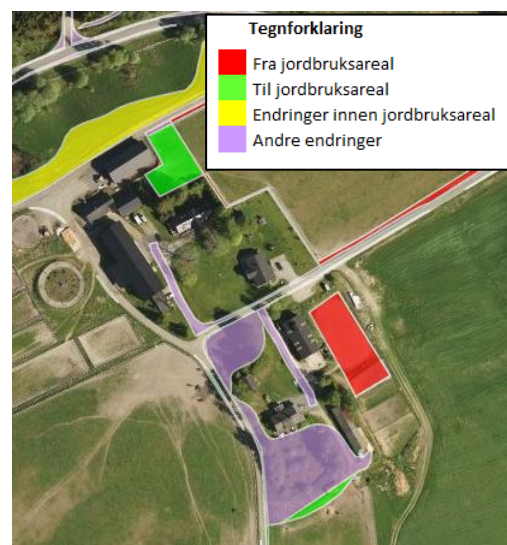 Tegnforklaring
Fra jordbruksareal
Til jordbruksareal
Endringer innen jordbruksareal
Andre endringer